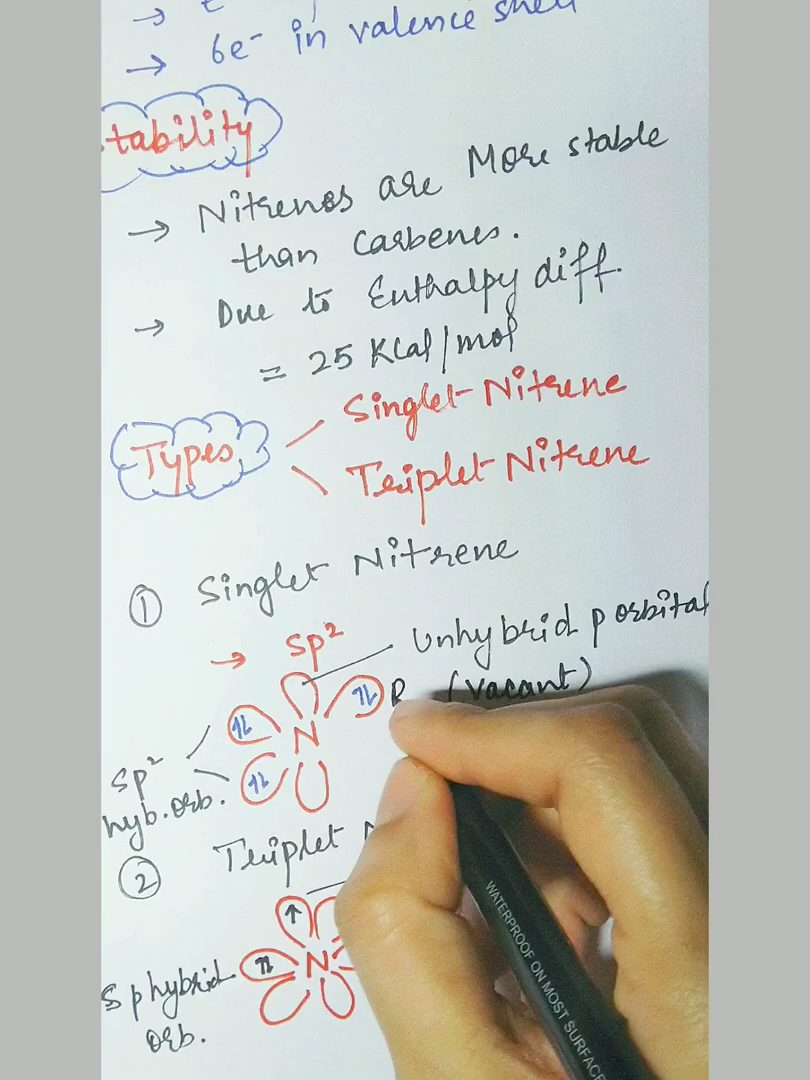 →
→ 6e⁻ in valence shell
tability
→ Nitrenes are More stable
than Carbenes.
→ Due to Enthalpy diff.
= 25 Kcal/mol
Types
Singlet Nitrene
Triplet Nitrene
① Singlet Nitrene
→ Sp²
Unhybrid p orbital
(vacant)
⇅ R
⇅
N
⇅
Sp²
hyb. orb.
② Triplet N
↑
⇅ N
Sp hybrid
orb.
WATERPROOF ON MOST SURFACE